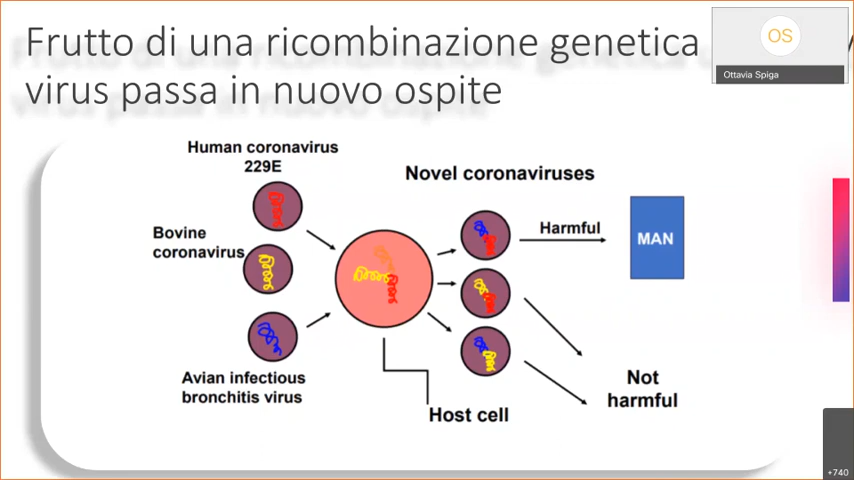 Frutto di una ricombinazione genetica
virus passa in nuovo ospite
OS
Ottavia Spiga
Human coronavirus
229E
Novel coronaviruses
Bovine
coronavirus
Harmful
MAN
Avian infectious
bronchitis virus
Not
harmful
Host cell
+740